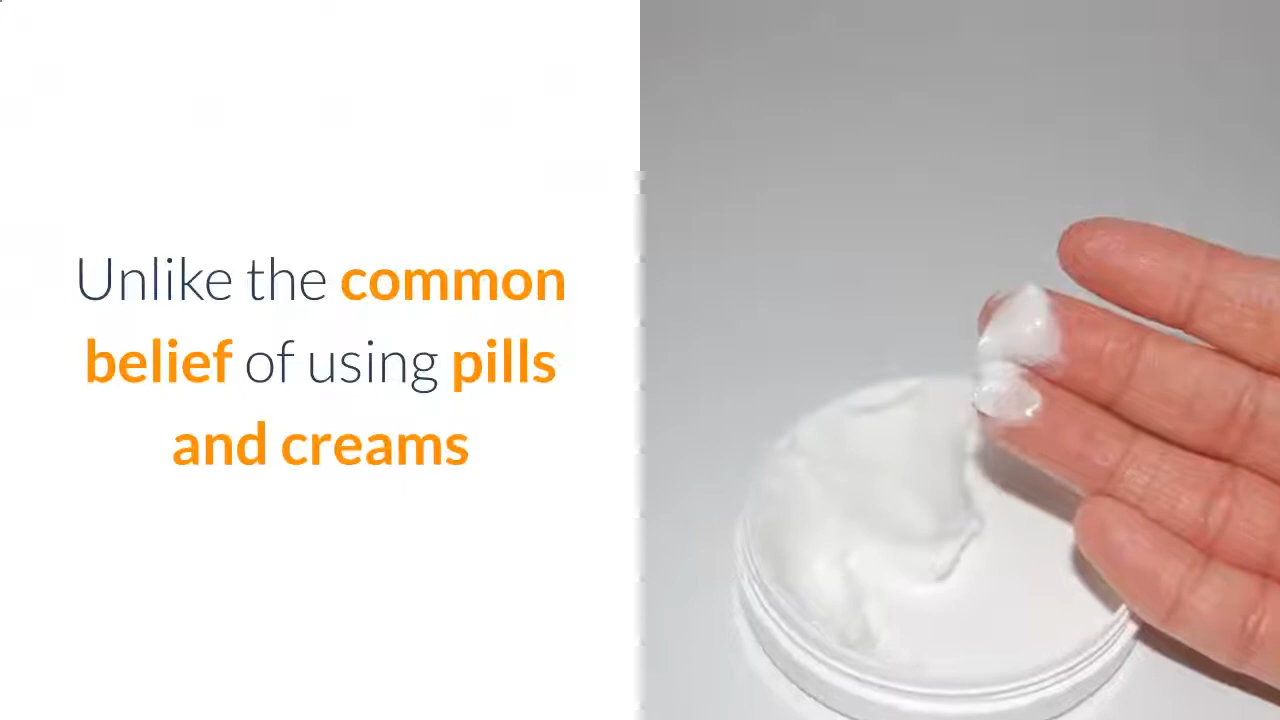 Unlike the common
belief of using pills
and creams